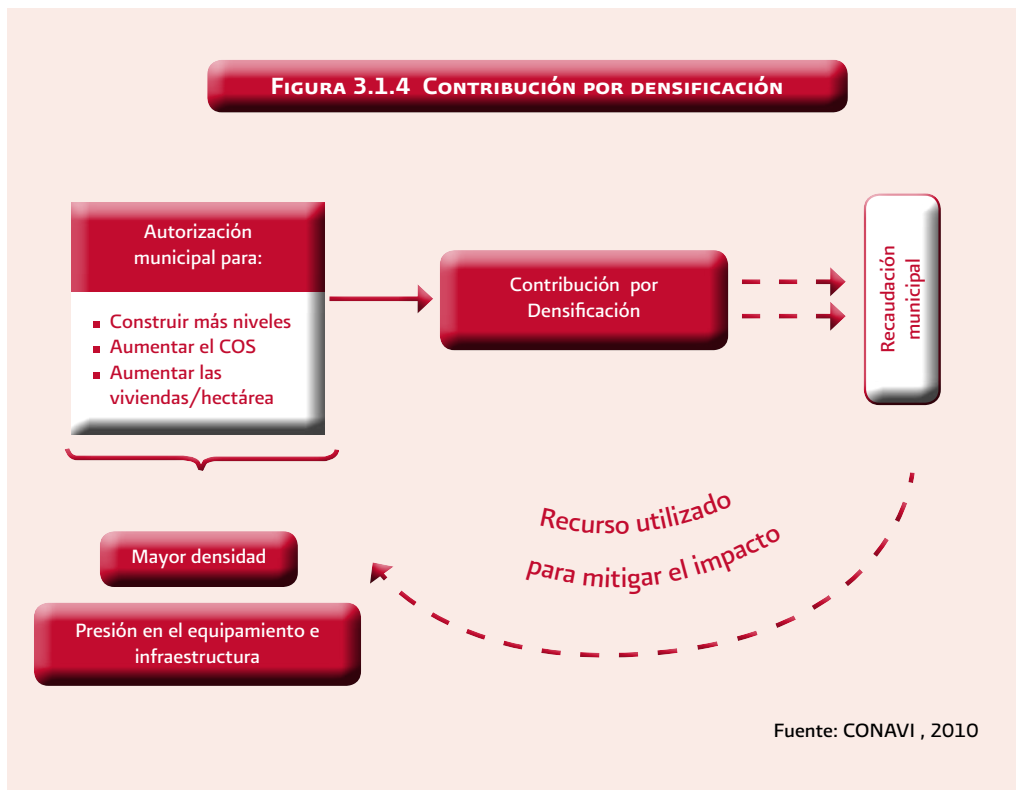 FIGURA 3.1.4 CONTRIBUCIÓN POR DENSIFICACIÓN
Autorización
municipal para:
Construir más niveles
Aumentar el COS
Aumentar las
viviendas/hectárea
Contribución por
Densificación
Recaudación
municipal
Recurso utilizado
para mitigar el impacto
Mayor densidad
Presión en el equipamiento e
infraestructura
Fuente: CONAVI , 2010